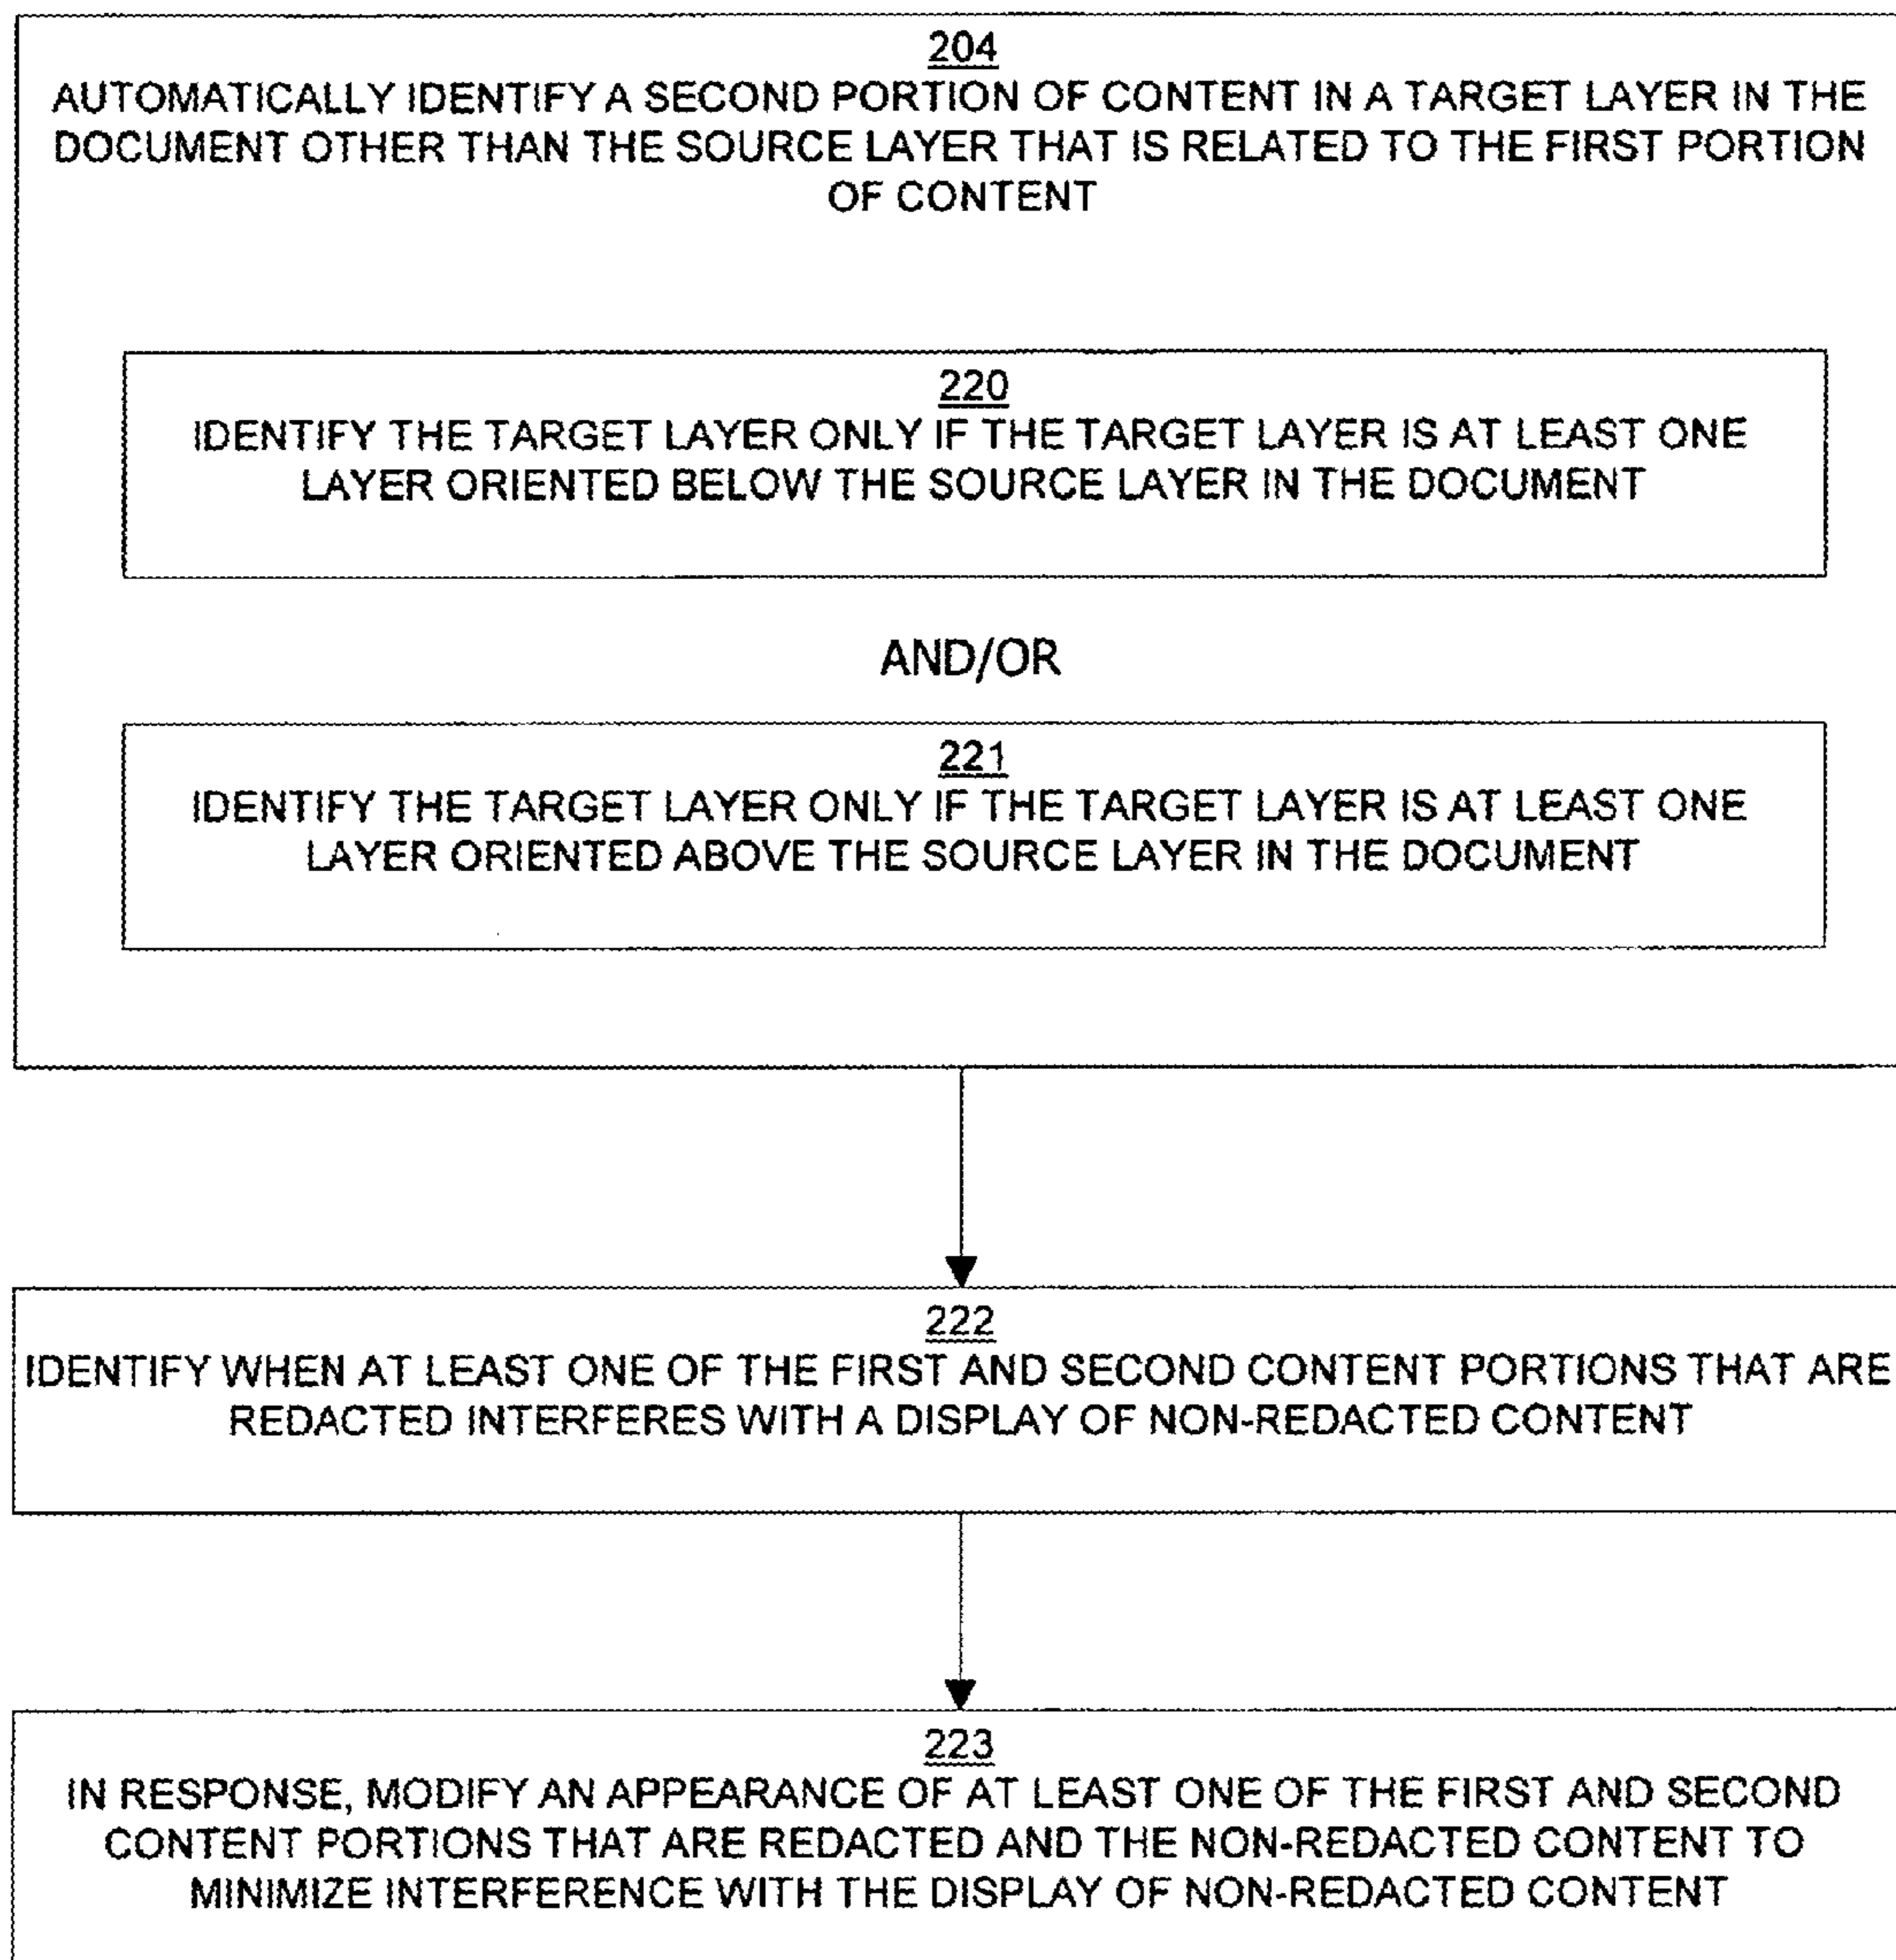 204
AUTOMATICALLY IDENTIFY A SECOND PORTION OF CONTENT IN A TARGET LAYER IN THE
DOCUMENT OTHER THAN THE SOURCE LAYER THAT IS RELATED TO THE FIRST PORTION
OF CONTENT
220
IDENTIFY THE TARGET LAYER ONLY IF THE TARGET LAYER IS AT LEAST ONE
LAYER ORIENTED BELOW THE SOURCE LAYER IN THE DOCUMENT
AND/OR
221
IDENTIFY THE TARGET LAYER ONLY IF THE TARGET LAYER IS AT LEAST ONE
LAYER ORIENTED ABOVE THE SOURCE LAYER IN THE DOCUMENT
222
IDENTIFY WHEN AT LEAST ONE OF THE FIRST AND SECOND CONTENT PORTIONS THAT ARE
REDACTED INTERFERES WITH A DISPLAY OF NON-REDACTED CONTENT
223
IN RESPONSE, MODIFY AN APPEARANCE OF AT LEAST ONE OF THE FIRST AND SECOND
CONTENT PORTIONS THAT ARE REDACTED AND THE NON-REDACTED CONTENT TO
MINIMIZE INTERFERENCE WITH THE DISPLAY OF NON-REDACTED CONTENT